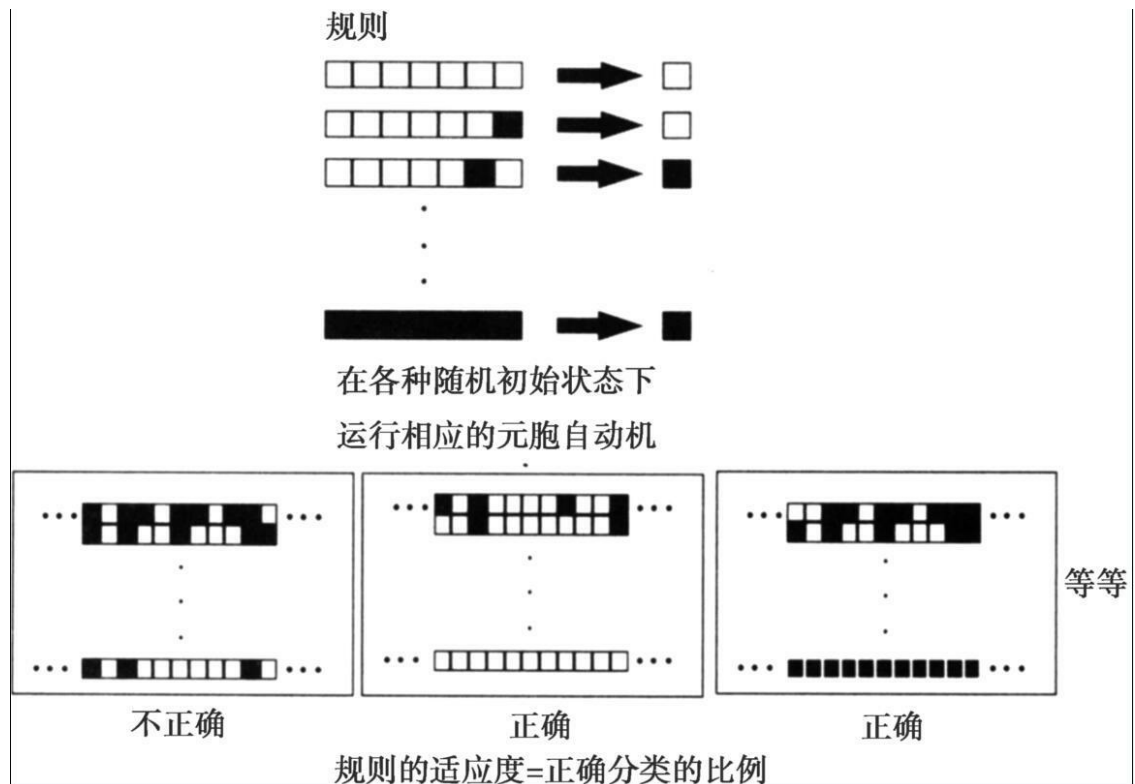 规则
在各种随机初始状态下
运行相应的元胞自动机
等等
不正确
正确
正确
规则的适应度=正确分类的比例